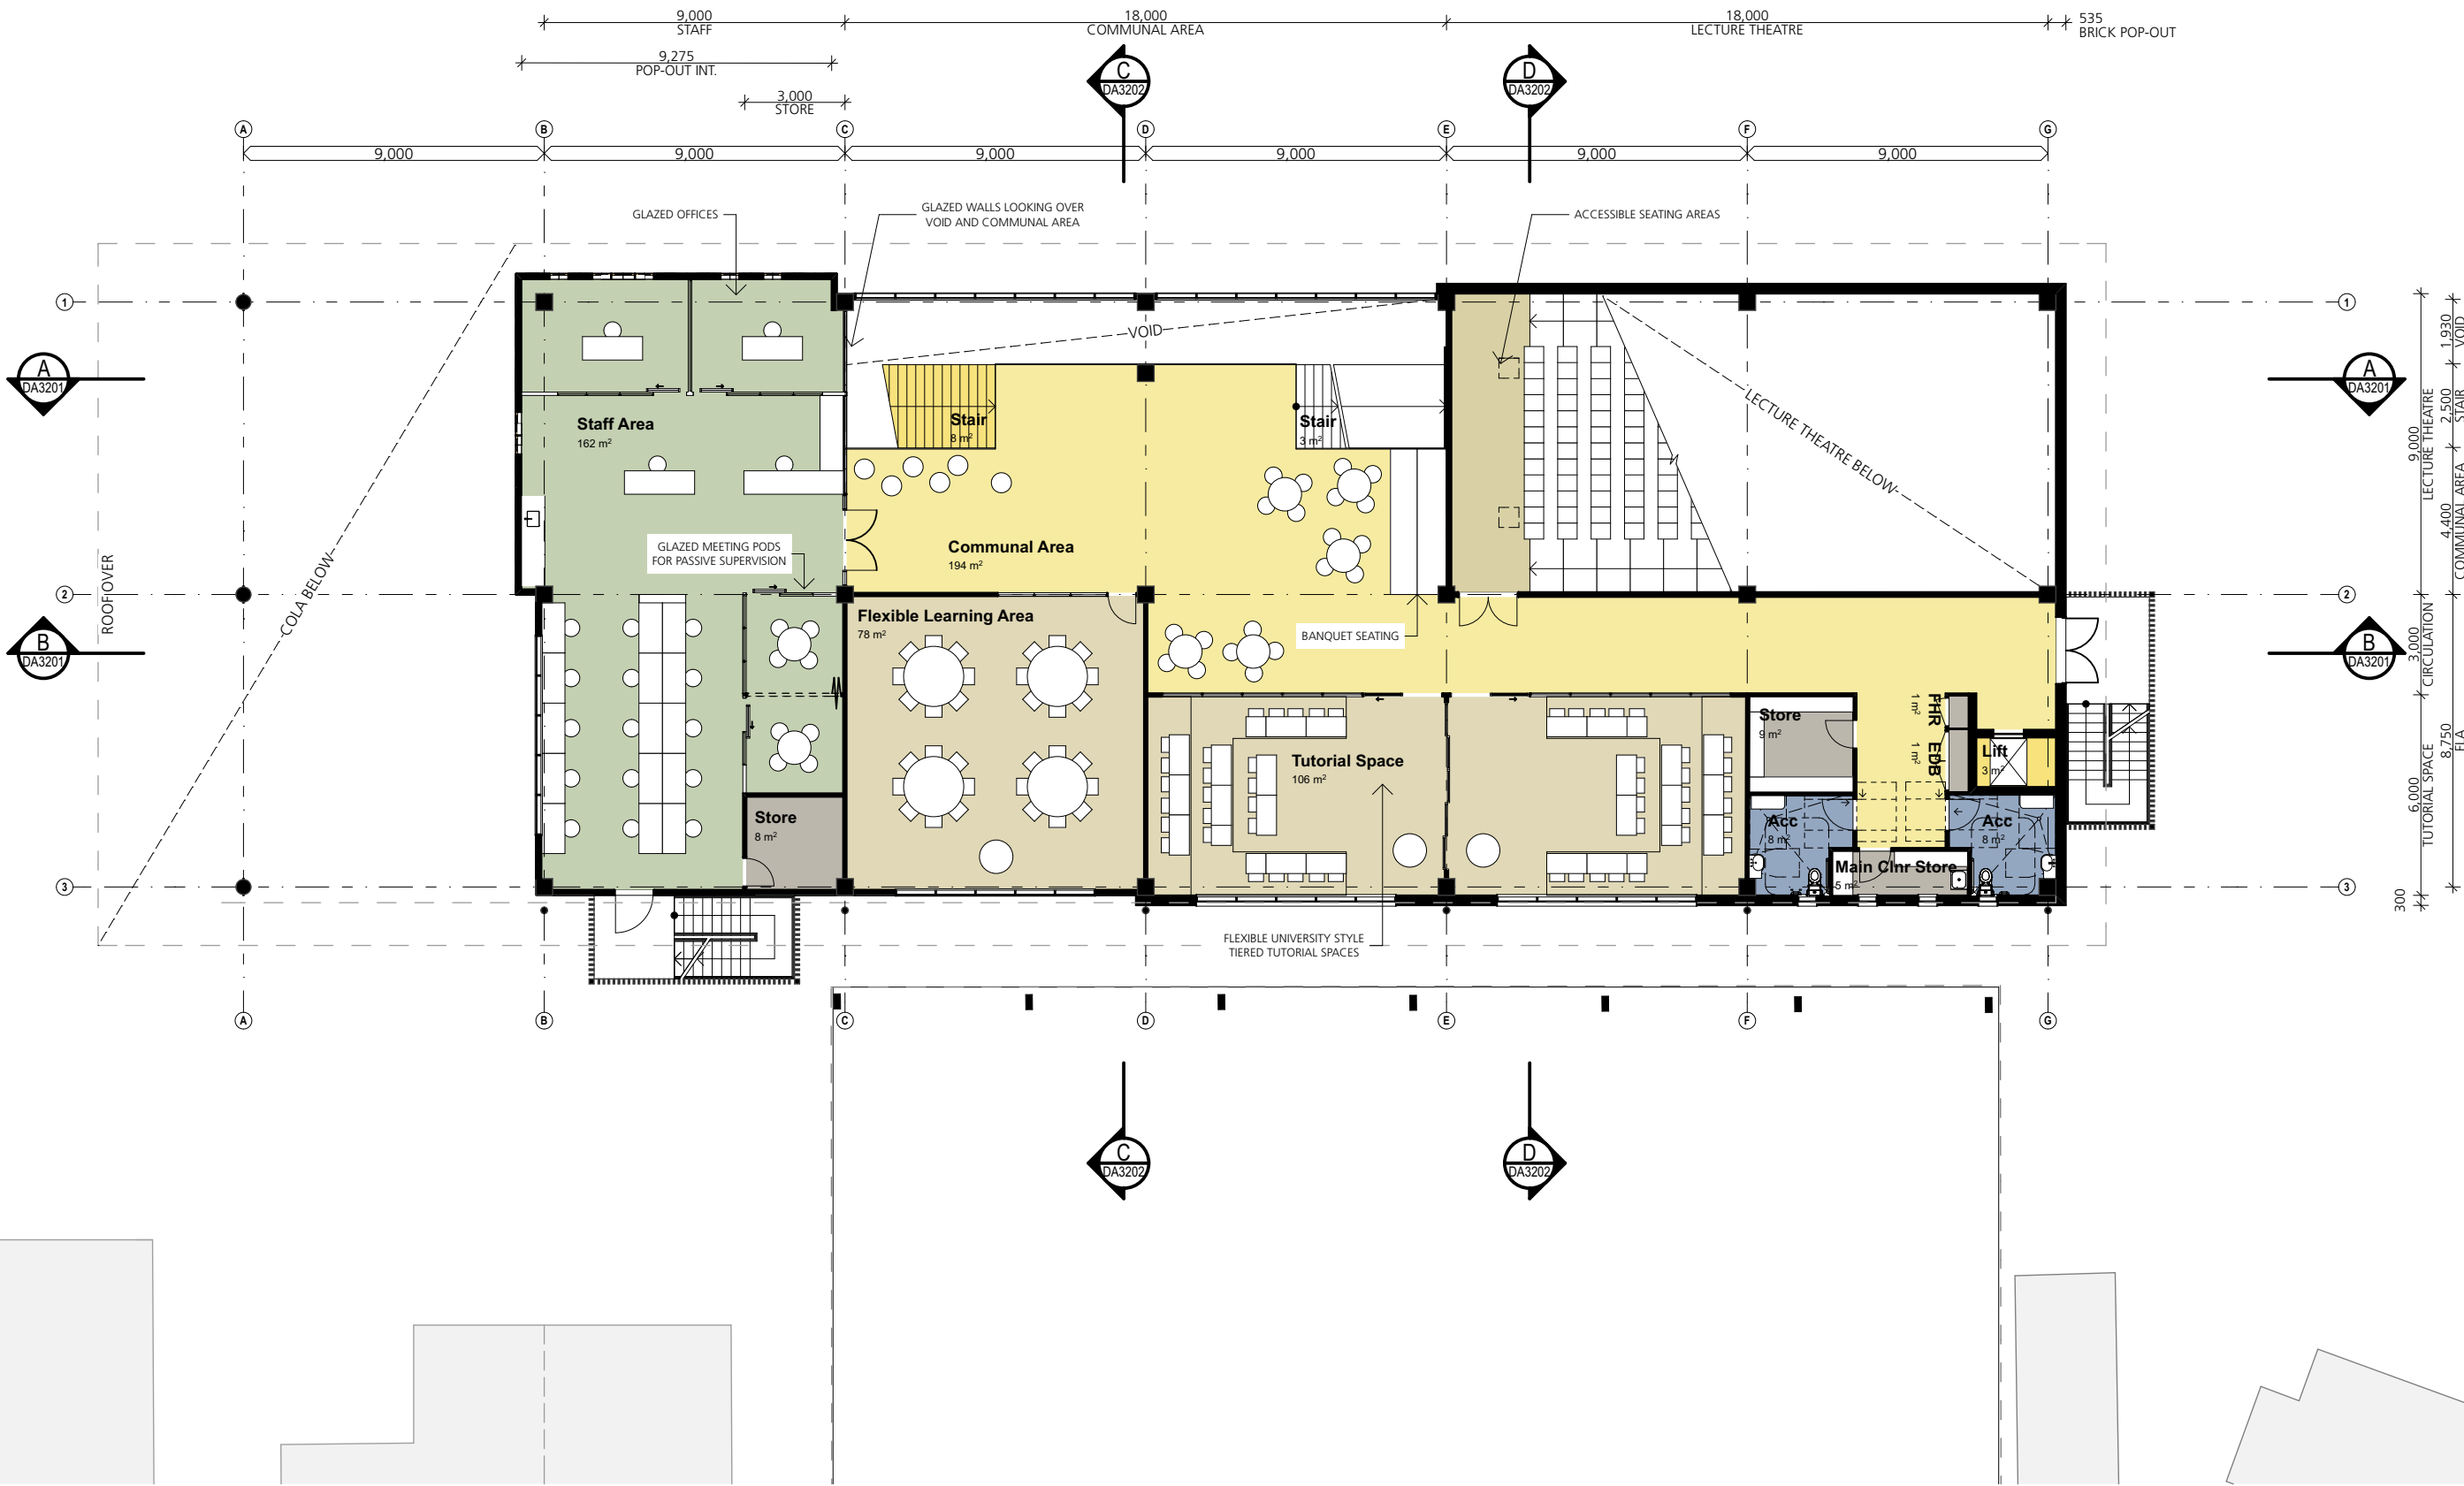 9,000
STAFF
18,000
COMMUNAL AREA
18,000
LECTURE THEATRE
535
BRICK POP-OUT
9,275
POP-OUT INT.
3,000
STORE
C
DA3202
D
DA3202
A
B
C
D
E
F
G
9,000
9,000
9,000
9,000
9,000
9,000
GLAZED OFFICES
GLAZED WALLS LOOKING OVER
VOID AND COMMUNAL AREA
ACCESSIBLE SEATING AREAS
1
1
VOID
A
DA3201
A
DA3201
Staff Area
162 m²
Stair
8 m²
Stair
3 m²
LECTURE THEATRE BELOW
GLAZED MEETING PODS
FOR PASSIVE SUPERVISION
Communal Area
194 m²
ROOF OVER
COLA BELOW
2
2
Flexible Learning Area
78 m²
BANQUET SEATING
B
DA3201
B
DA3201
FHR
1 m²
EDB
1 m²
Store
9 m²
Lift
3 m²
Tutorial Space
106 m²
Store
8 m²
Acc
8 m²
Acc
8 m²
Main Clnr Store
5 m²
3
3
FLEXIBLE UNIVERSITY STYLE
TIERED TUTORIAL SPACES
1,930
VOID
2,500
STAIR
9,000
LECTURE THEATRE
4,400
COMMUNAL AREA
3,000
CIRCULATION
8,750
FLA
6,000
TUTORIAL SPACE
300
A
B
C
D
E
F
G
C
DA3202
D
DA3202